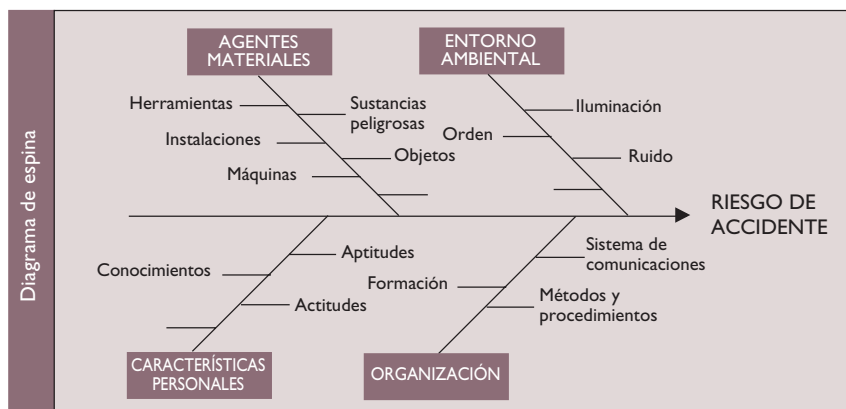 Diagrama de espina
AGENTES
MATERIALES
ENTORNO
AMBIENTAL
Herramientas
Sustancias
peligrosas
Instalaciones
Objetos
Máquinas
Iluminación
Orden
Ruido
RIESGO DE
ACCIDENTE
Aptitudes
Conocimientos
Actitudes
Sistema de
comunicaciones
Formación
Métodos y
procedimientos
CARACTERÍSTICAS
PERSONALES
ORGANIZACIÓN